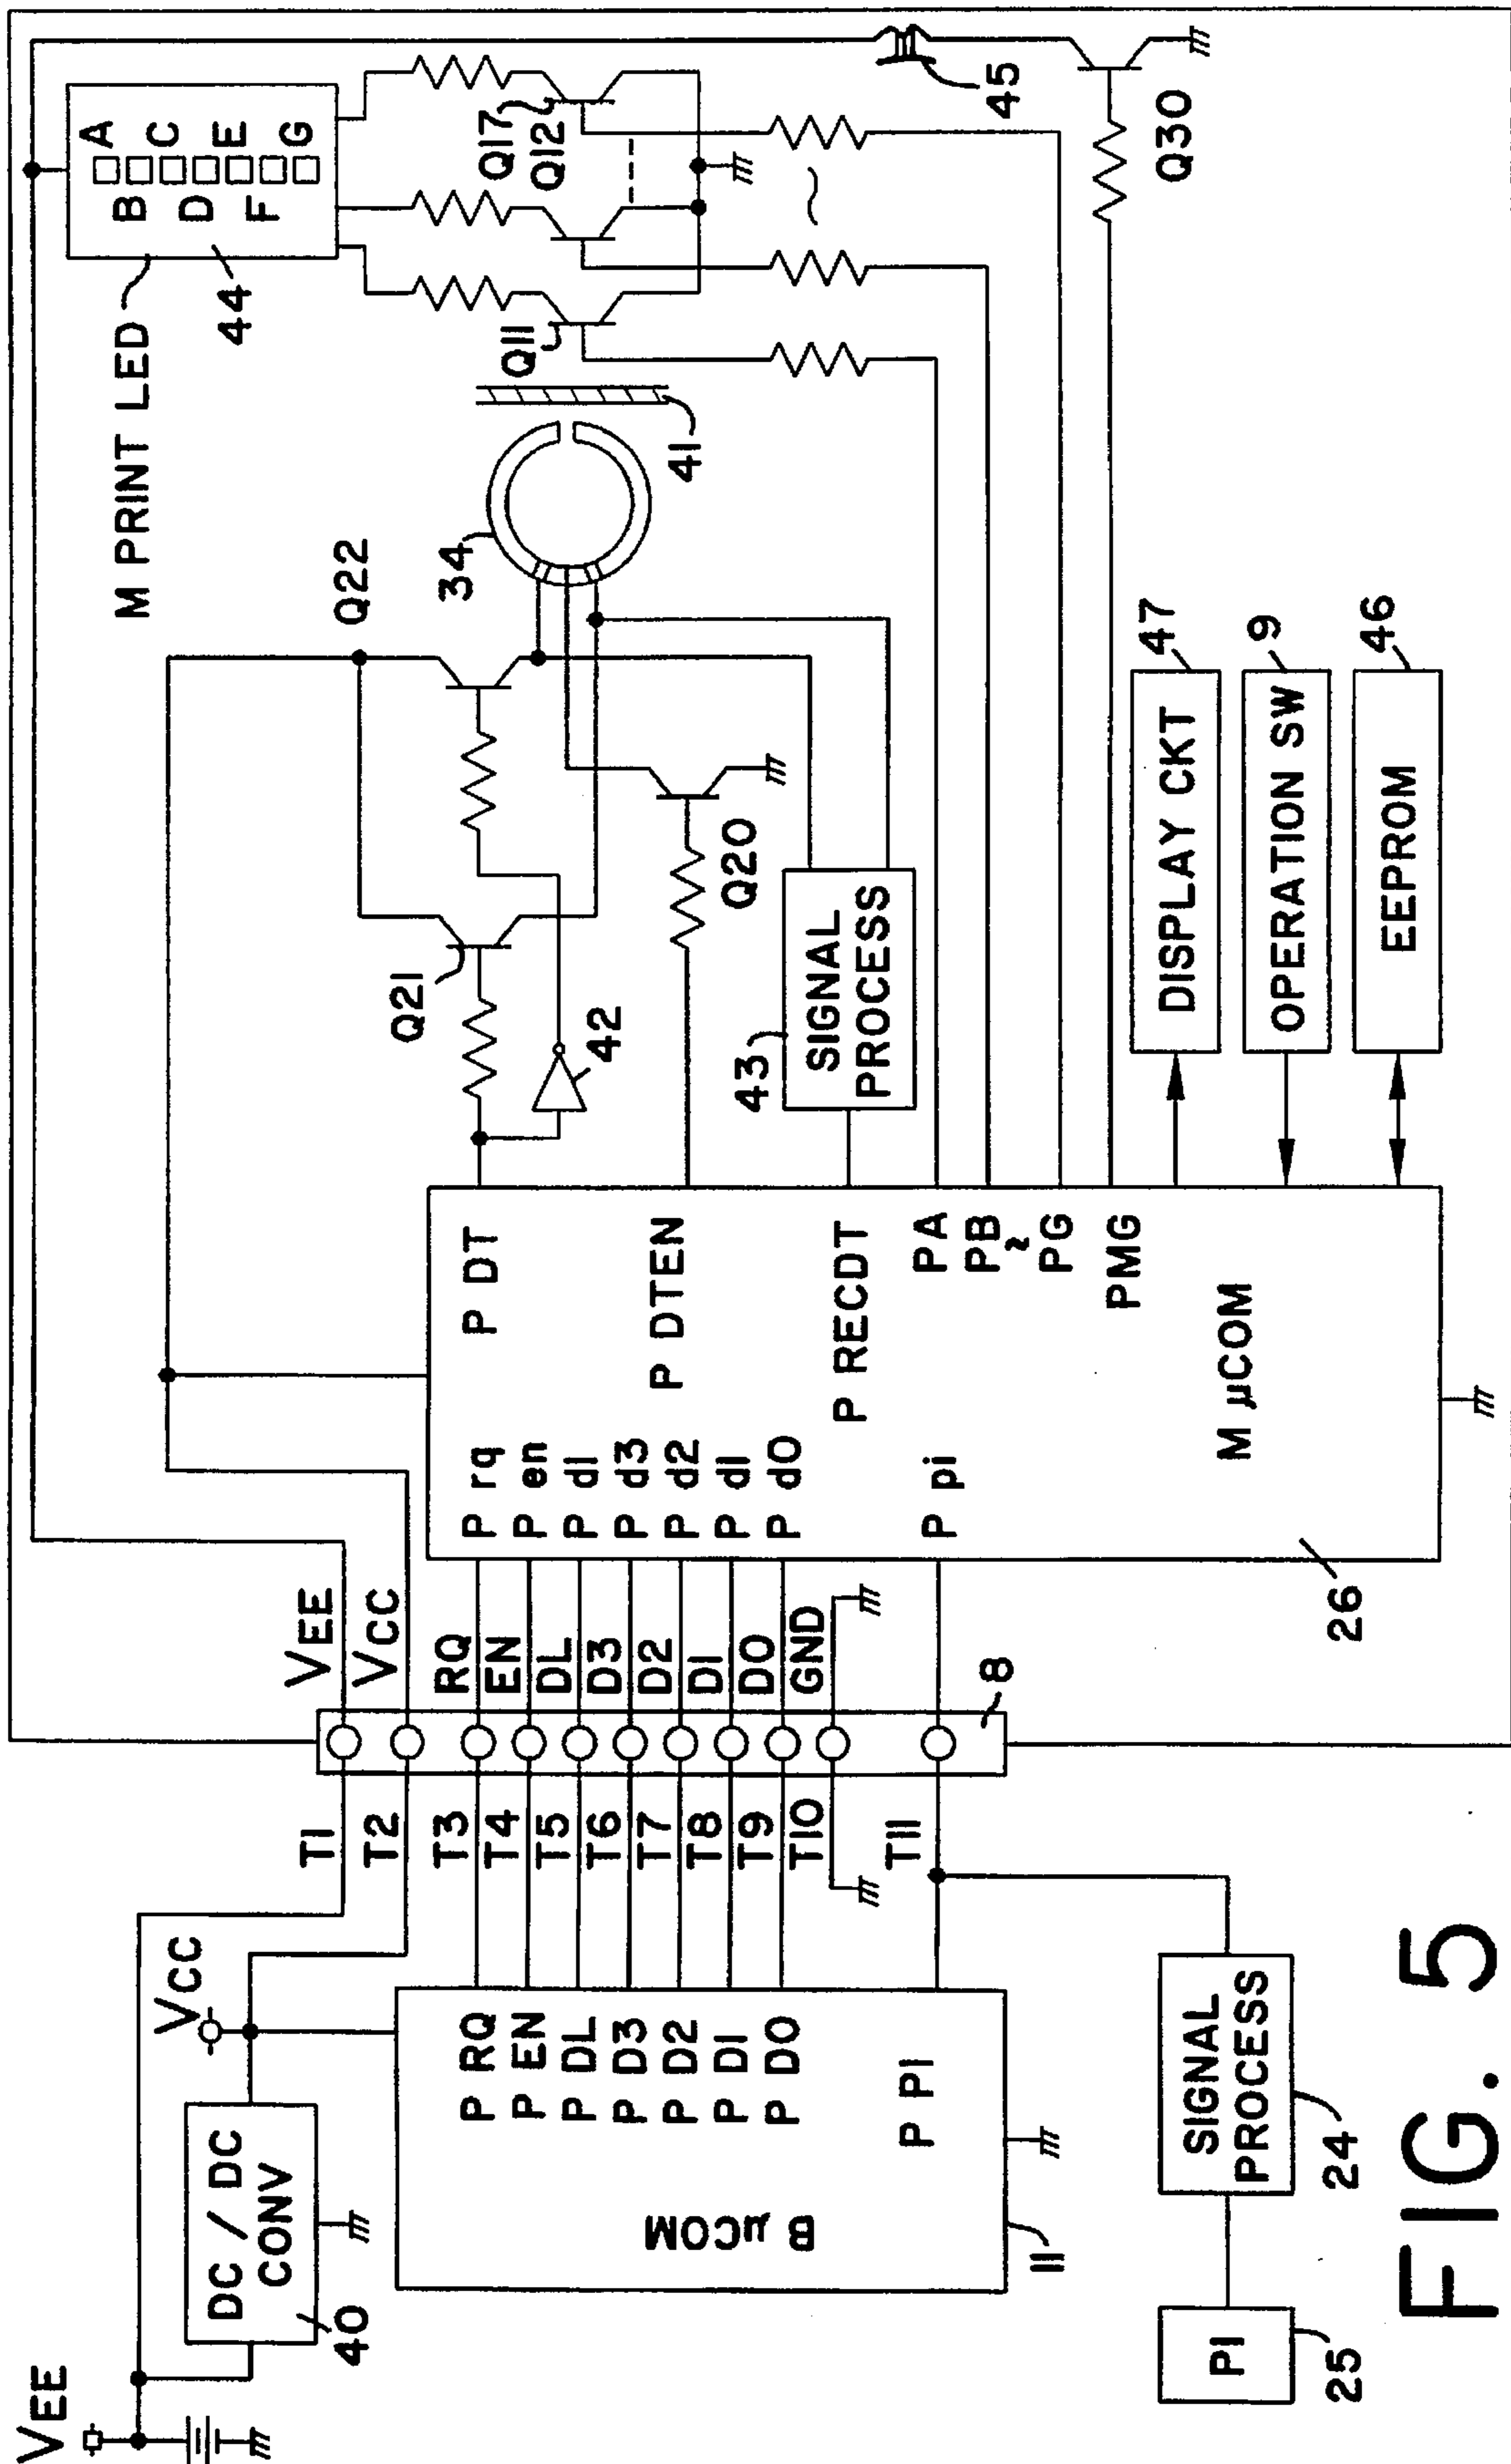 VEE
DC / DC
CONV
40
VCC
B µCOM
P RQ
P EN
P DL
P D3
P D2
P D1
P D0
P PI
11
PI
25
SIGNAL
PROCESS
24
T1
T2
T3
T4
T5
T6
T7
T8
T9
T10
T11
VEE
VCC
RQ
EN
DL
D3
D2
D1
D0
GND
8
P rq
P en
P dl
P d3
P d2
P d1
P d0
P pi
P DT
P DTEN
P RECDT
PA
PB
~
PG
PMG
M µCOM
26
Q21
42
Q22
Q20
43
SIGNAL
PROCESS
34
41
M PRINT LED
44
A
B
C
D
E
F
G
Q11
Q17
Q12
~
45
Q30
DISPLAY CKT
47
OPERATION SW
9
EEPROM
46
FIG. 5